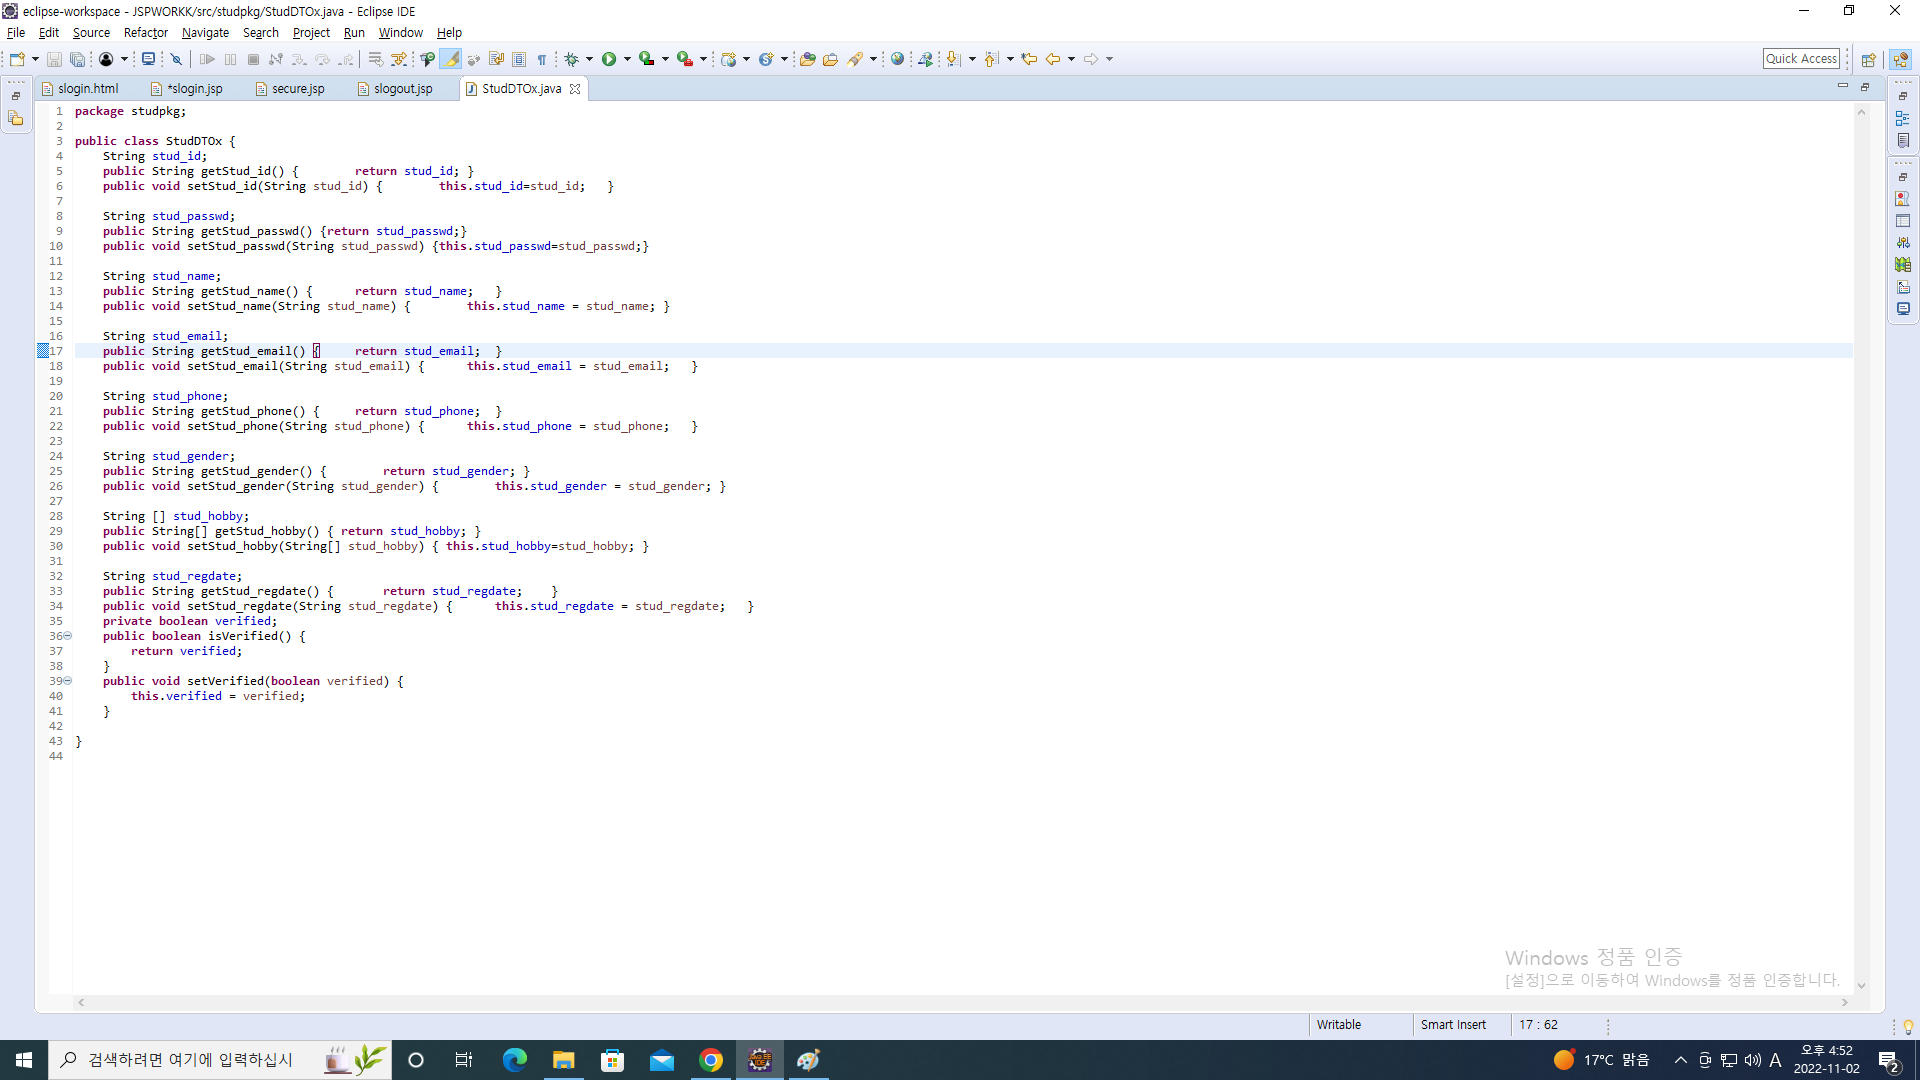 eclipse-workspace - JSPWORKK/src/studpkg/StudDTOx.java - Eclipse IDE
File Edit Source Refactor Navigate Search Project Run Window Help
Quick Access
slogin.html *slogin.jsp secure.jsp slogout.jsp StudDTOx.java
1 package studpkg;
2
3 public class StudDTOx {
4 String stud_id;
5 public String getStud_id() { return stud_id; }
6 public void setStud_id(String stud_id) { this.stud_id=stud_id; }
7
8 String stud_passwd;
9 public String getStud_passwd() {return stud_passwd;}
10 public void setStud_passwd(String stud_passwd) {this.stud_passwd=stud_passwd;}
11
12 String stud_name;
13 public String getStud_name() { return stud_name; }
14 public void setStud_name(String stud_name) { this.stud_name = stud_name; }
15
16 String stud_email;
17 public String getStud_email() { return stud_email; }
18 public void setStud_email(String stud_email) { this.stud_email = stud_email; }
19
20 String stud_phone;
21 public String getStud_phone() { return stud_phone; }
22 public void setStud_phone(String stud_phone) { this.stud_phone = stud_phone; }
23
24 String stud_gender;
25 public String getStud_gender() { return stud_gender; }
26 public void setStud_gender(String stud_gender) { this.stud_gender = stud_gender; }
27
28 String [] stud_hobby;
29 public String[] getStud_hobby() { return stud_hobby; }
30 public void setStud_hobby(String[] stud_hobby) { this.stud_hobby=stud_hobby; }
31
32 String stud_regdate;
33 public String getStud_regdate() { return stud_regdate; }
34 public void setStud_regdate(String stud_regdate) { this.stud_regdate = stud_regdate; }
35 private boolean verified;
36 public boolean isVerified() {
37 return verified;
38 }
39 public void setVerified(boolean verified) {
40 this.verified = verified;
41 }
42
43 }
44
Windows 정품 인증
[설정]으로 이동하여 Windows를 정품 인증합니다.
Writable Smart Insert 17 : 62
검색하려면 여기에 입력하십시
17°C 맑음 A 오후 4:52
2022-11-02 2